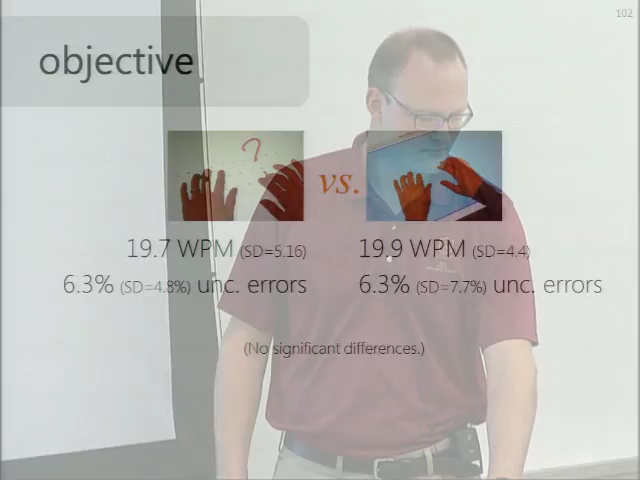 102
objective
?
vs.
19.7 WPM (SD=5.16) 19.9 WPM (SD=4.4)
6.3% (SD=4.8%) unc. errors 6.3% (SD=7.7%) unc. errors
(No significant differences.)